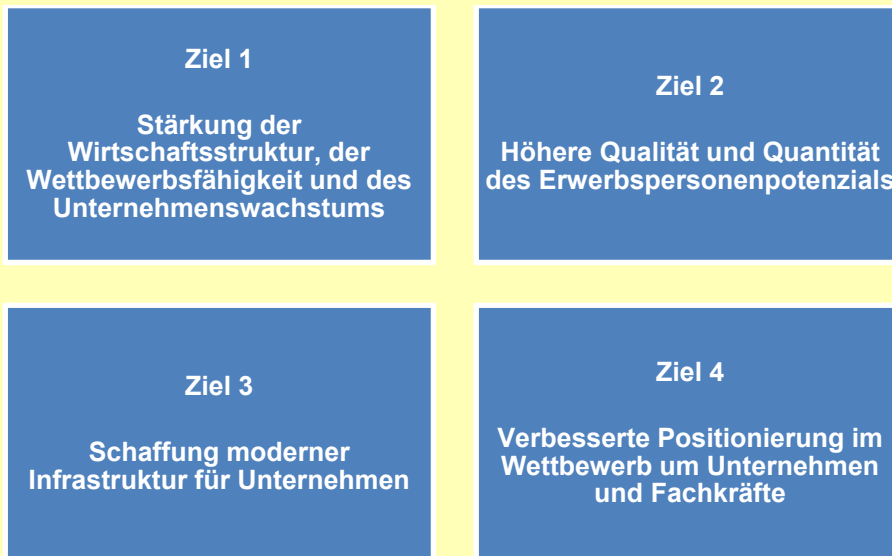 Ziel 1
Stärkung der
Wirtschaftsstruktur, der
Wettbewerbsfähigkeit und des
Unternehmenswachstums
Ziel 2
Höhere Qualität und Quantität
des Erwerbspersonenpotenzials
Ziel 3
Schaffung moderner
Infrastruktur für Unternehmen
Ziel 4
Verbesserte Positionierung im
Wettbewerb um Unternehmen
und Fachkräfte